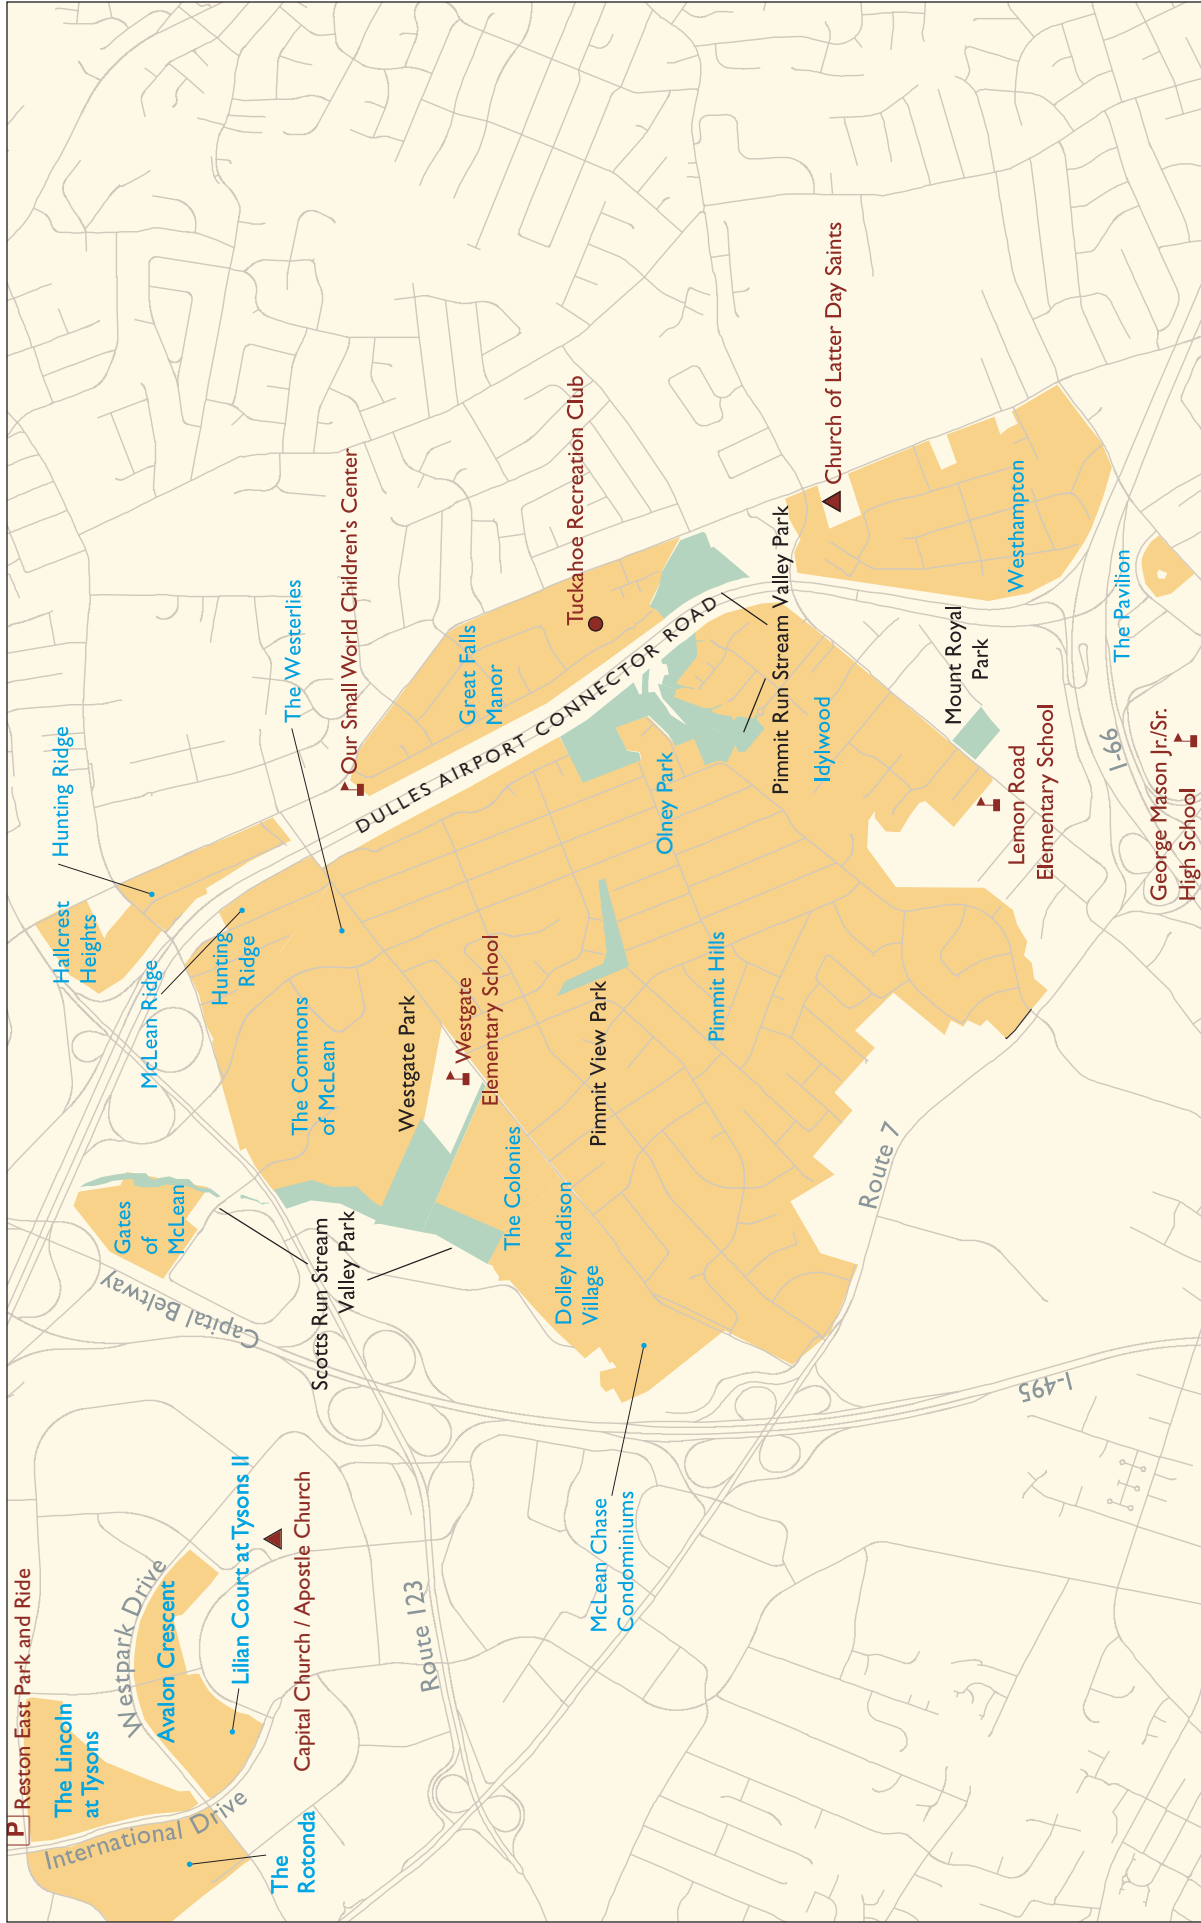 P
Reston East Park and Ride
The Lincoln
at Tysons
International Drive
The
Rotonda
Westpark Drive
Avalon Crescent
Lilian Court at Tysons II
Capital Church / Apostle Church
Route 123
McLean Chase
Condominiums
Capital Beltway
Gates
of
McLean
Scotts Run Stream
Valley Park
I-495
Hallcrest
Heights
Hunting Ridge
McLean Ridge
Hunting
Ridge
The Commons
of McLean
The Westerlies
Our Small World Children's Center
Westgate Park
Westgate
Elementary School
The Colonies
Dolley Madison
Village
Pimmit View Park
Pimmit Hills
Route 7
Great Falls
Manor
DULLES AIRPORT CONNECTOR ROAD
Tuckahoe Recreation Club
Olney Park
Pimmit Run Stream Valley Park
Idylwood
Church of Latter Day Saints
Westhampton
Mount Royal
Park
Lemon Road
Elementary School
The Pavilion
I-66
George Mason Jr./Sr.
High School